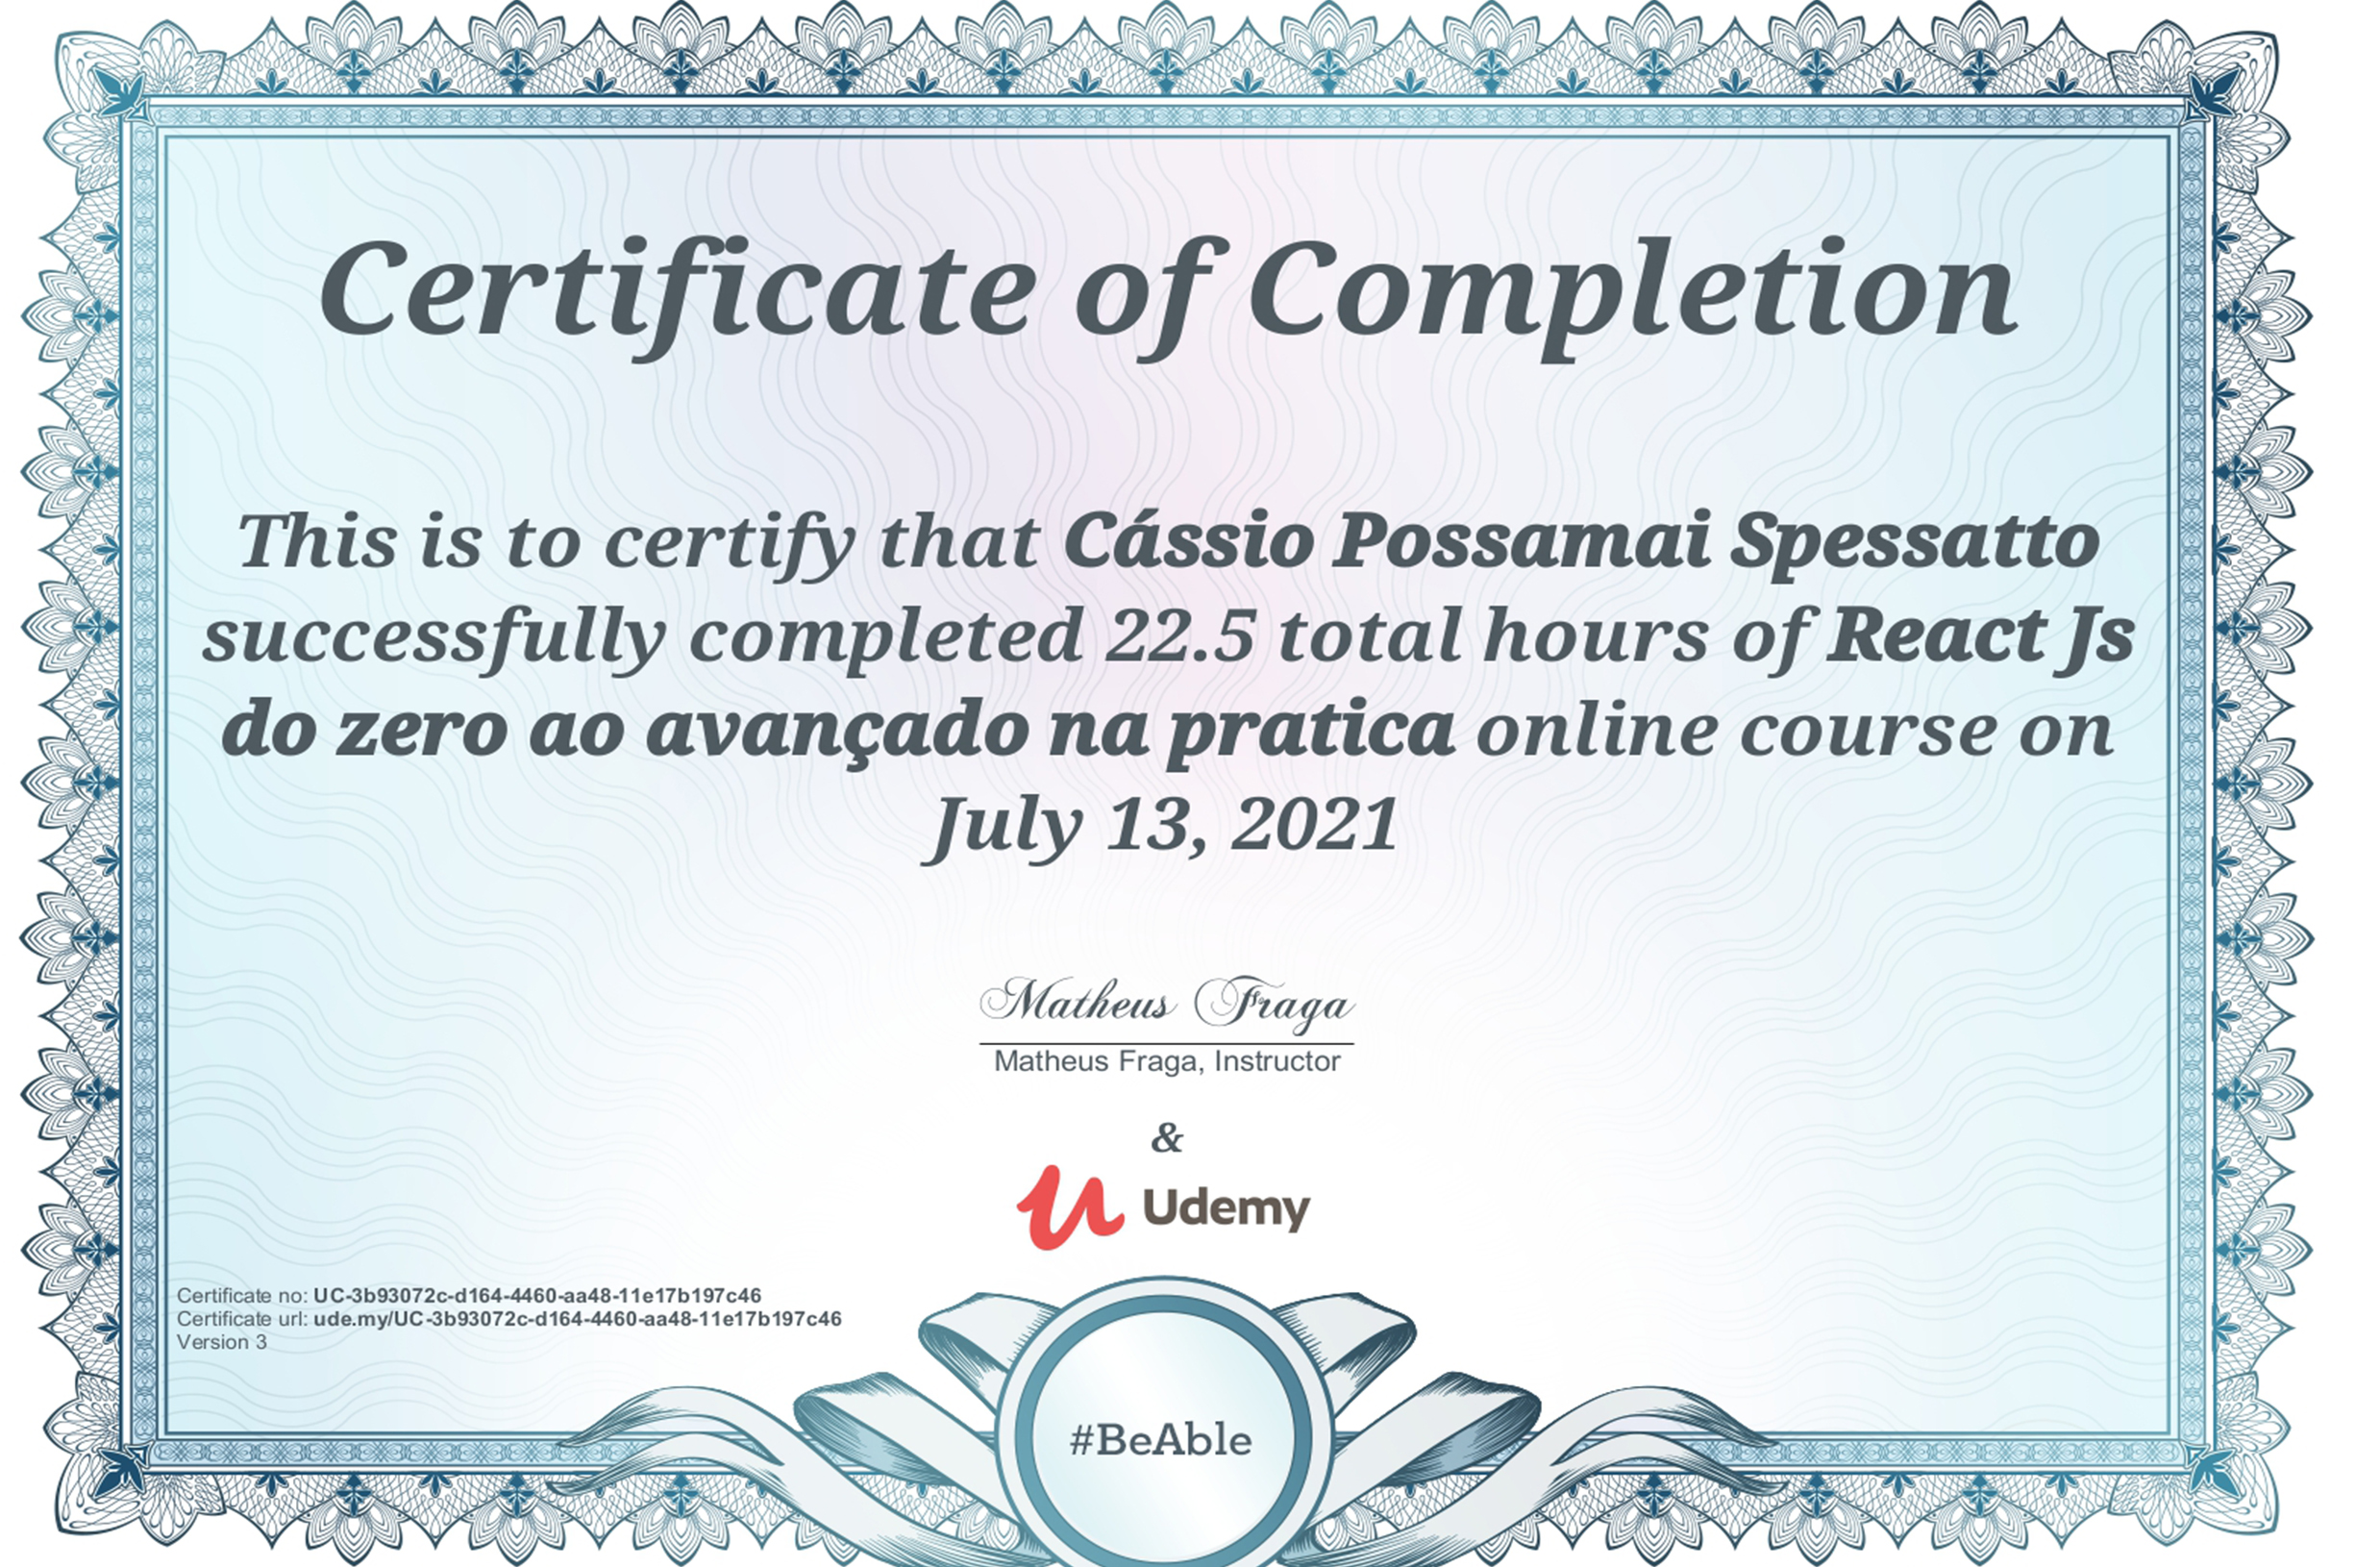 Certificate of Completion
This is to certify that Cássio Possamai Spessatto
successfully completed 22.5 total hours of React Js
do zero ao avançado na pratica online course on
July 13, 2021
Matheus Fraga
Matheus Fraga, Instructor
&
Udemy
Certificate no: UC-3b93072c-d164-4460-aa48-11e17b197c46
Certificate url: ude.my/UC-3b93072c-d164-4460-aa48-11e17b197c46
Version 3
#BeAble